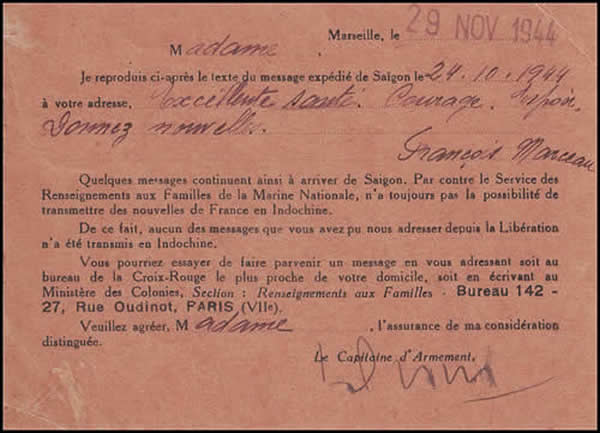 Marseille, le 29 NOV 1944
Madame
Je reproduis ci-après le texte du message expédié de Saïgon le 24.10.1944
à votre adresse, Excellente santé. Courage. Espoir.
Donnez nouvelles.
François Marceau
Quelques messages continuent ainsi à arriver de Saigon. Par contre le Service des
Renseignements aux Familles de la Marine Nationale, n'a toujours pas la possibilité de
transmettre des nouvelles de France en Indochine.
De ce fait, aucun des messages que vous avez pu nous adresser depuis la Libération
n'a été transmis en Indochine.
Vous pourriez essayer de faire parvenir un message en vous adressant soit au
bureau de la Croix-Rouge le plus proche de votre domicile, soit en écrivant au
Ministère des Colonies, Section : Renseignements aux Familles - Bureau 142 -
27, Rue Oudinot, PARIS (VIIe).
Veuillez agréer, Madame, l'assurance de ma considération
distinguée.
Le Capitaine d'Armement,